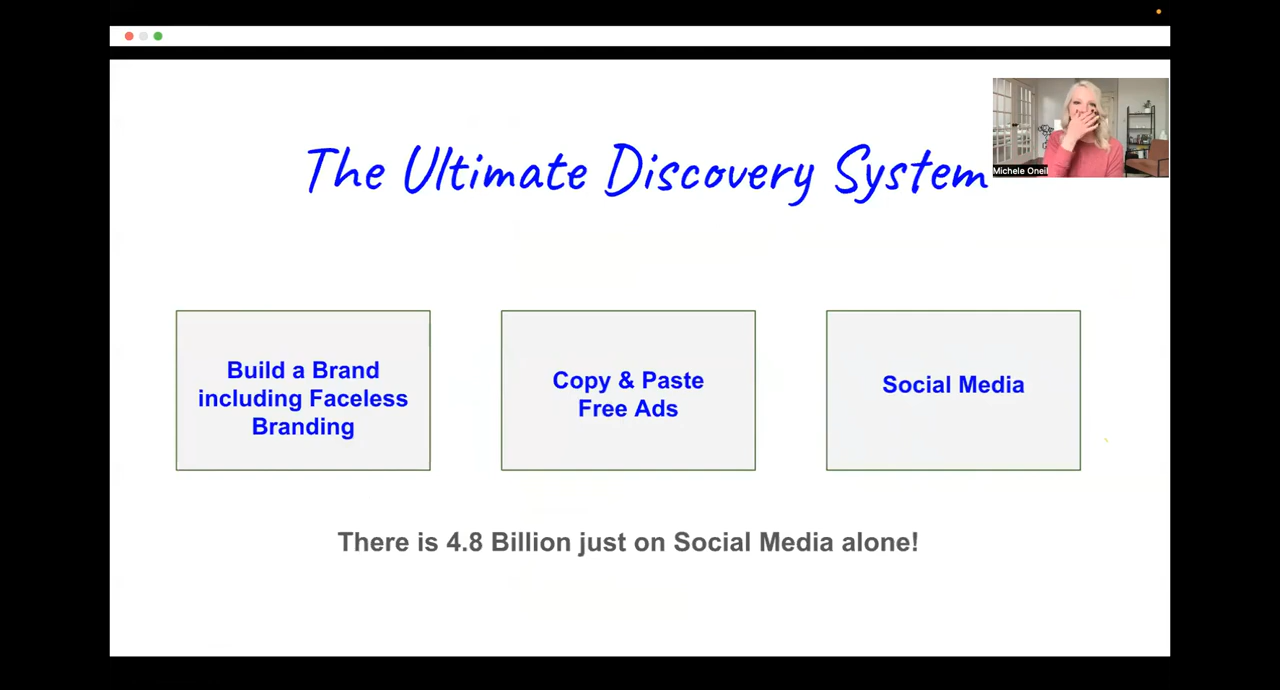 The Ultimate Discovery System
Michele Oneil
Build a Brand
including Faceless
Branding
Copy & Paste
Free Ads
Social Media
There is 4.8 Billion just on Social Media alone!